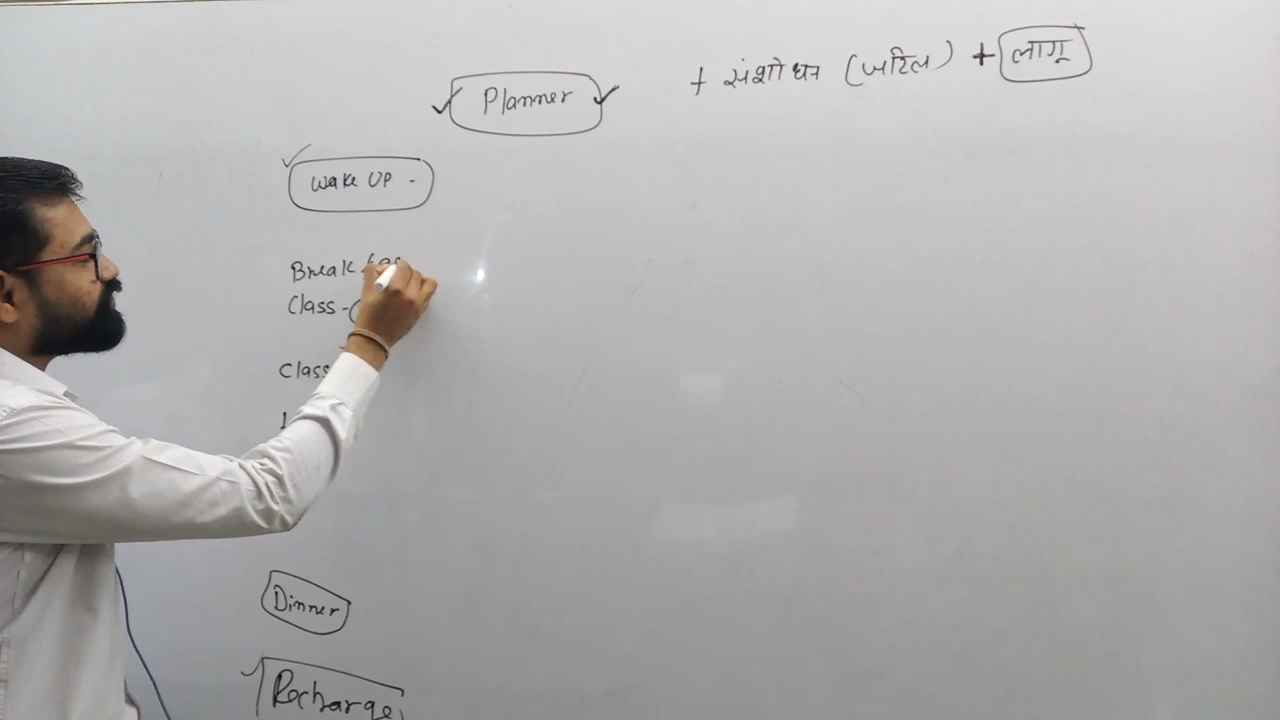 + संशोधन (जटिल) + लागू
Planner
Wake UP -
Break
Class - (
Class
Dinner
Recharge